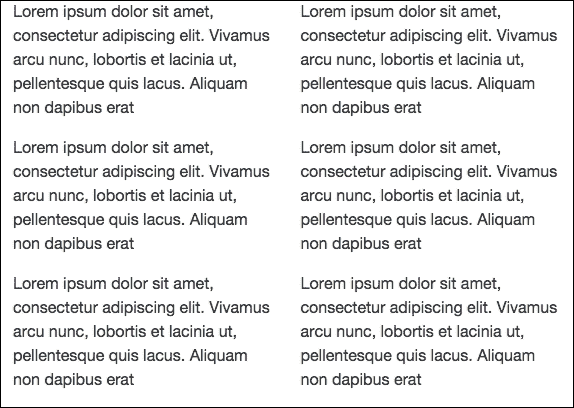 Lorem ipsum dolor sit amet,
consectetur adipiscing elit. Vivamus
arcu nunc, lobortis et lacinia ut,
pellentesque quis lacus. Aliquam
non dapibus erat
Lorem ipsum dolor sit amet,
consectetur adipiscing elit. Vivamus
arcu nunc, lobortis et lacinia ut,
pellentesque quis lacus. Aliquam
non dapibus erat
Lorem ipsum dolor sit amet,
consectetur adipiscing elit. Vivamus
arcu nunc, lobortis et lacinia ut,
pellentesque quis lacus. Aliquam
non dapibus erat
Lorem ipsum dolor sit amet,
consectetur adipiscing elit. Vivamus
arcu nunc, lobortis et lacinia ut,
pellentesque quis lacus. Aliquam
non dapibus erat
Lorem ipsum dolor sit amet,
consectetur adipiscing elit. Vivamus
arcu nunc, lobortis et lacinia ut,
pellentesque quis lacus. Aliquam
non dapibus erat
Lorem ipsum dolor sit amet,
consectetur adipiscing elit. Vivamus
arcu nunc, lobortis et lacinia ut,
pellentesque quis lacus. Aliquam
non dapibus erat